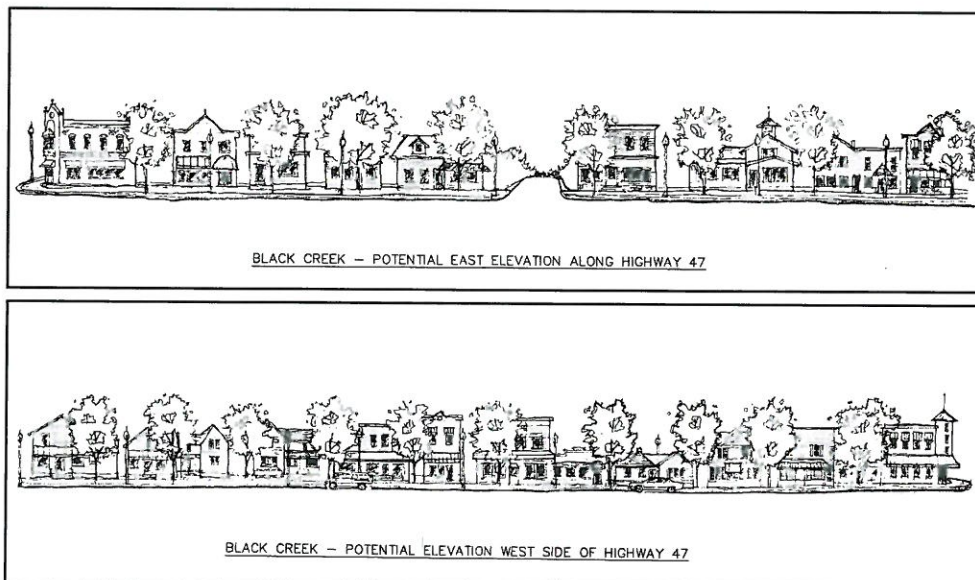 BLACK CREEK – POTENTIAL EAST ELEVATION ALONG HIGHWAY 47
BLACK CREEK – POTENTIAL ELEVATION WEST SIDE OF HIGHWAY 47